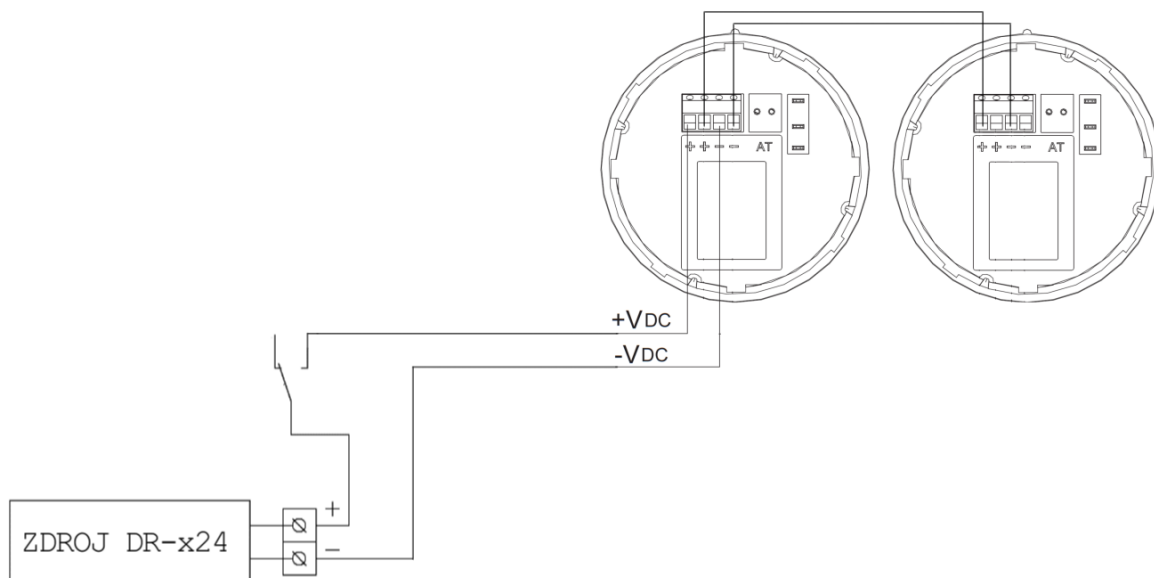 + + - - AT
+ + - - AT
+VDC
-VDC
+
ZDROJ DR-x24
-